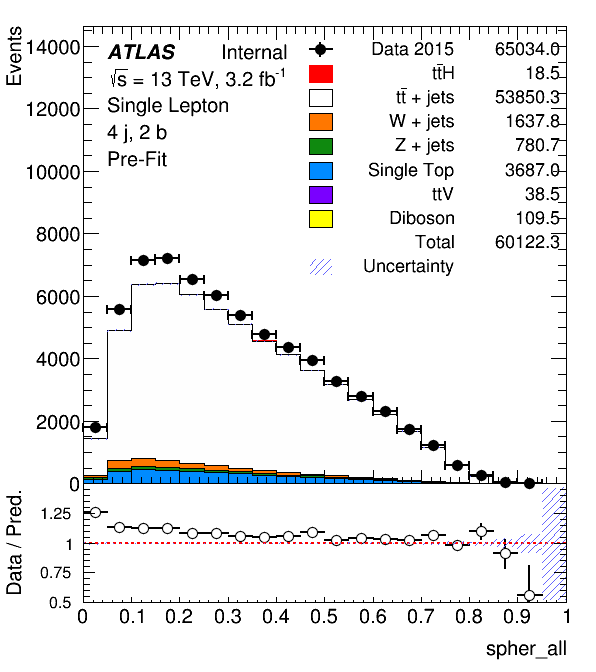 Events
14000
12000
10000
8000
6000
4000
2000
0
ATLAS Internal
√s = 13 TeV, 3.2 fb⁻¹
Single Lepton
4 j, 2 b
Pre-Fit
Data 2015 65034.0
tt̄H 18.5
tt̄ + jets 53850.3
W + jets 1637.8
Z + jets 780.7
Single Top 3687.0
ttV 38.5
Diboson 109.5
Total 60122.3
Uncertainty
Data / Pred.
1.25
1
0.75
0.5
0 0.1 0.2 0.3 0.4 0.5 0.6 0.7 0.8 0.9 1
spher_all